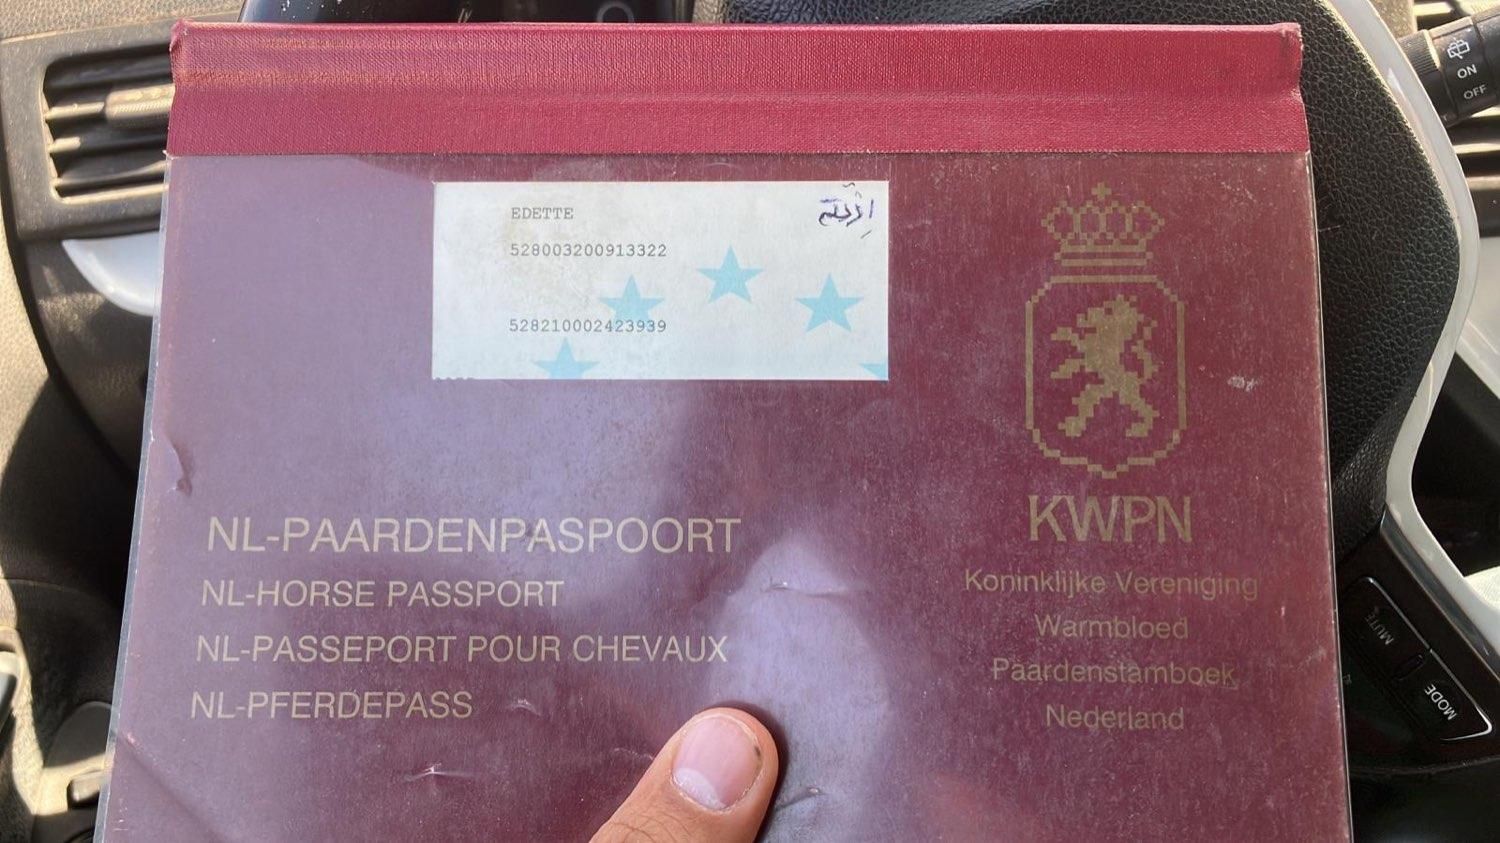 EDETTE
528003200913322
528210002423939
NL-PAARDENPASPOORT
NL-HORSE PASSPORT
NL-PASSEPORT POUR CHEVAUX
NL-PFERDEPASS
KWPN
Koninklijke Vereniging
Warmbloed
Paardenstamboek
Nederland
ON
OFF
MUTE
MODE